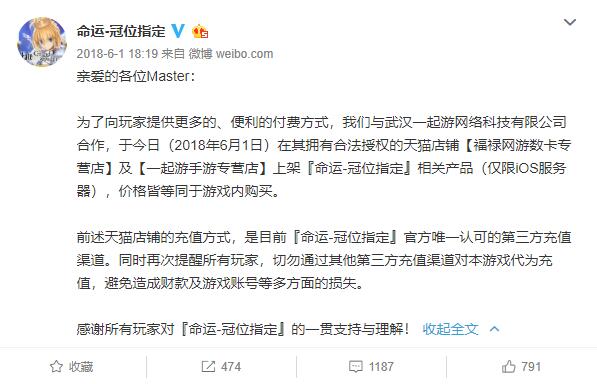 命运-冠位指定
2018-6-1 18:19 来自 微博 weibo.com
亲爱的各位Master：
为了向玩家提供更多的、便利的付费方式，我们与武汉一起游网络科技有限公司
合作，于今日（2018年6月1日）在其拥有合法授权的天猫店铺【福禄网游数卡专
营店】及【一起游手游专营店】上架『命运-冠位指定』相关产品（仅限iOS服务
器），价格皆等同于游戏内购买。
前述天猫店铺的充值方式，是目前『命运-冠位指定』官方唯一认可的第三方充值
渠道。同时再次提醒所有玩家，切勿通过其他第三方充值渠道对本游戏代为充
值，避免造成财款及游戏账号等多方面的损失。
感谢所有玩家对『命运-冠位指定』的一贯支持与理解！ 收起全文
收藏 474 1187 791